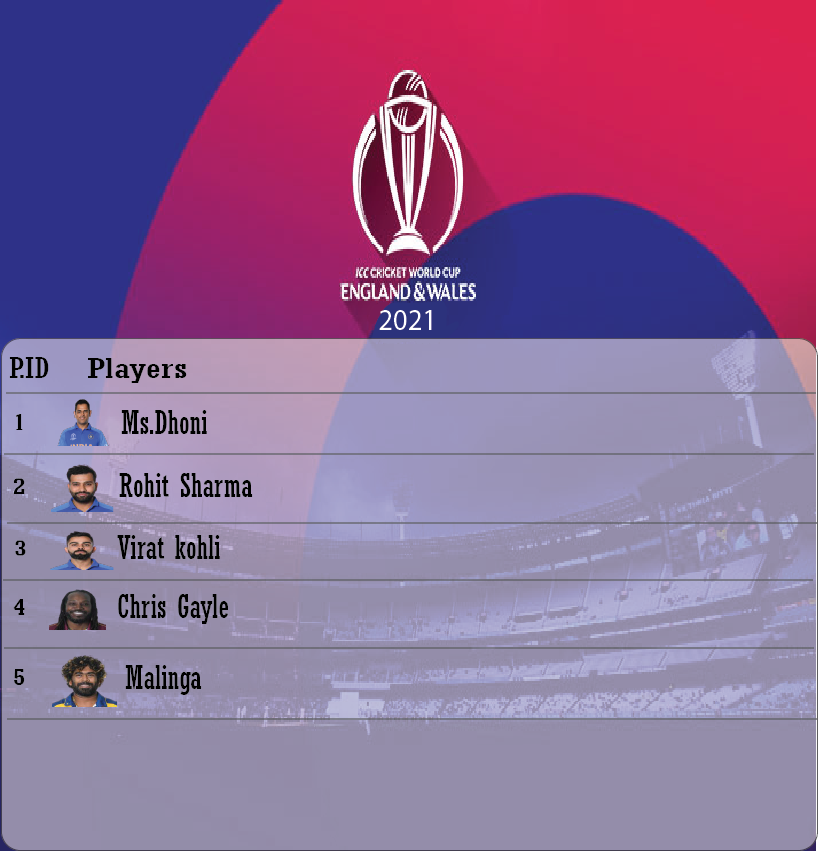 ICC CRICKET WORLD CUP
ENGLAND & WALES
2021
P.ID Players
1 Ms.Dhoni
2 Rohit Sharma
3 Virat kohli
4 Chris Gayle
5 Malinga